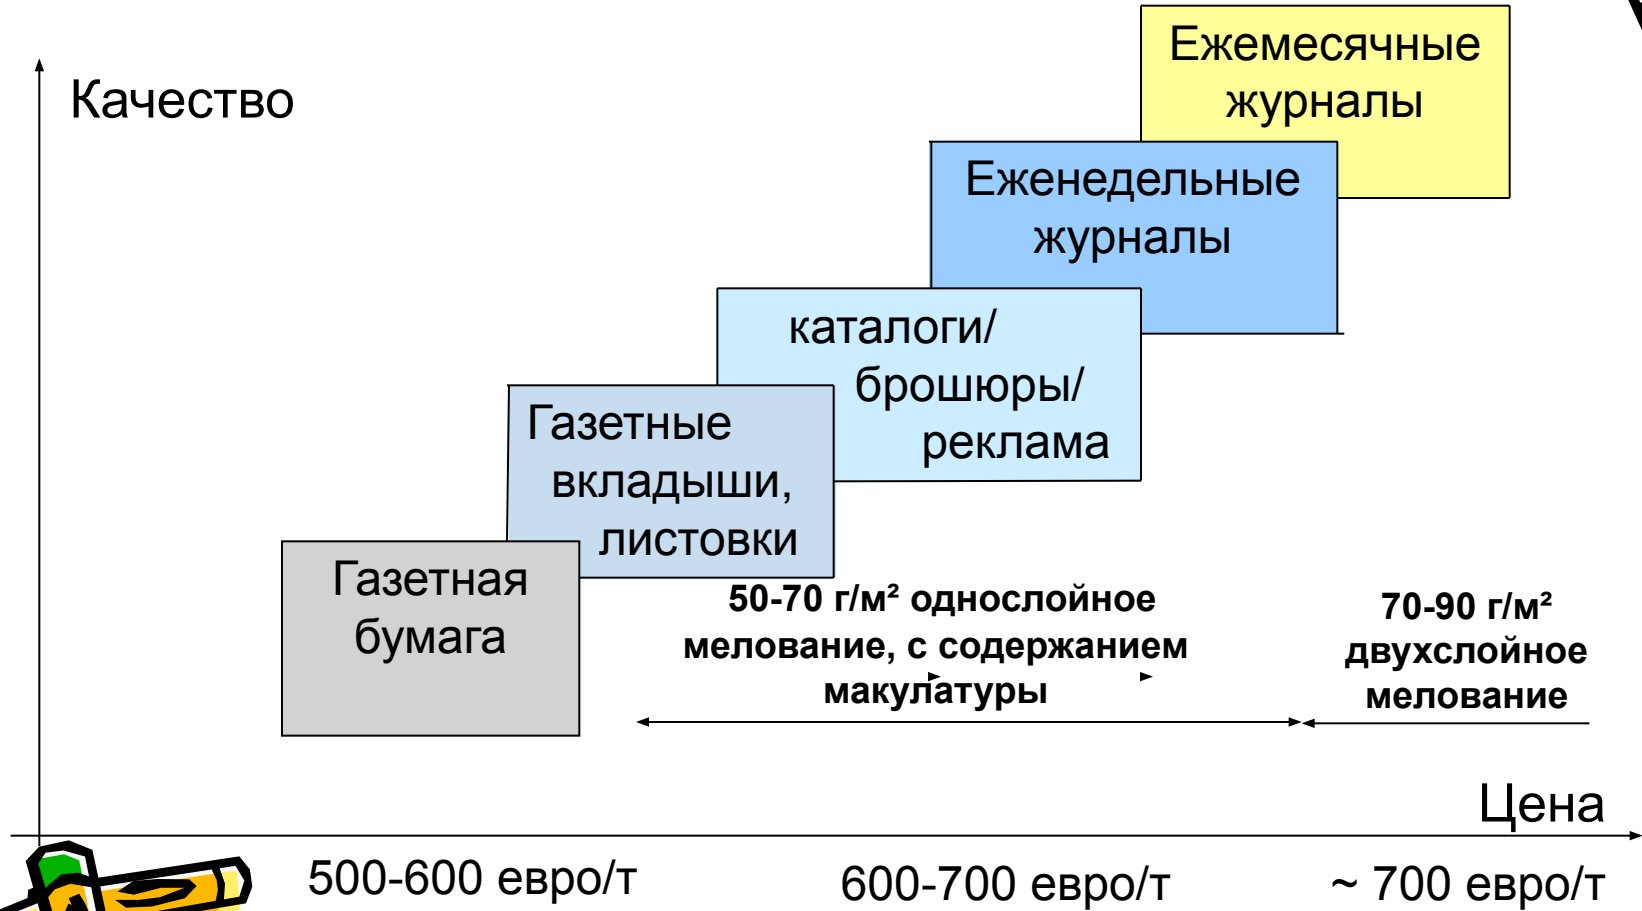 Качество
Ежемесячные
журналы
Еженедельные
журналы
каталоги/
брошюры/
реклама
Газетные
вкладыши,
листовки
Газетная
бумага
50-70 г/м² однослойное
мелование, с содержанием
макулатуры
70-90 г/м²
двухслойное
мелование
Цена
500-600 евро/т
600-700 евро/т
~ 700 евро/т